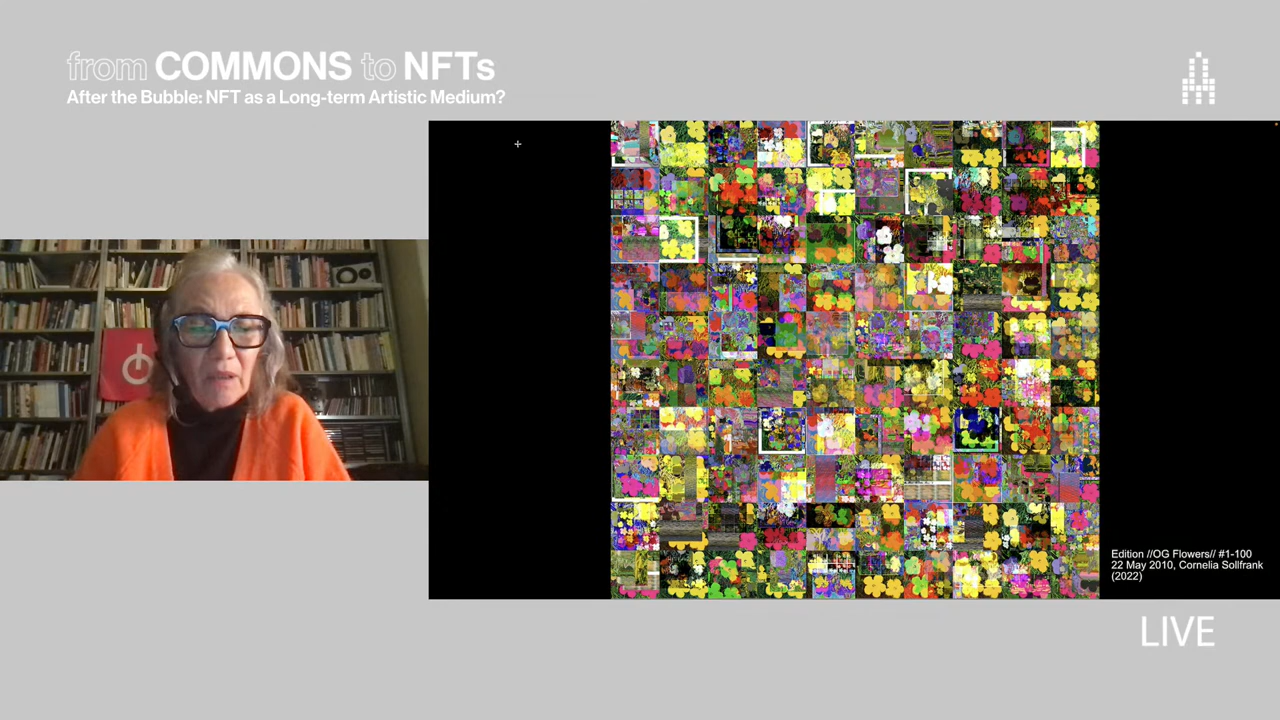 from COMMONS to NFTs
After the Bubble: NFT as a Long-term Artistic Medium?
Edition //OG Flowers// #1-100
22 May 2010, Cornelia Sollfrank
(2022)
LIVE